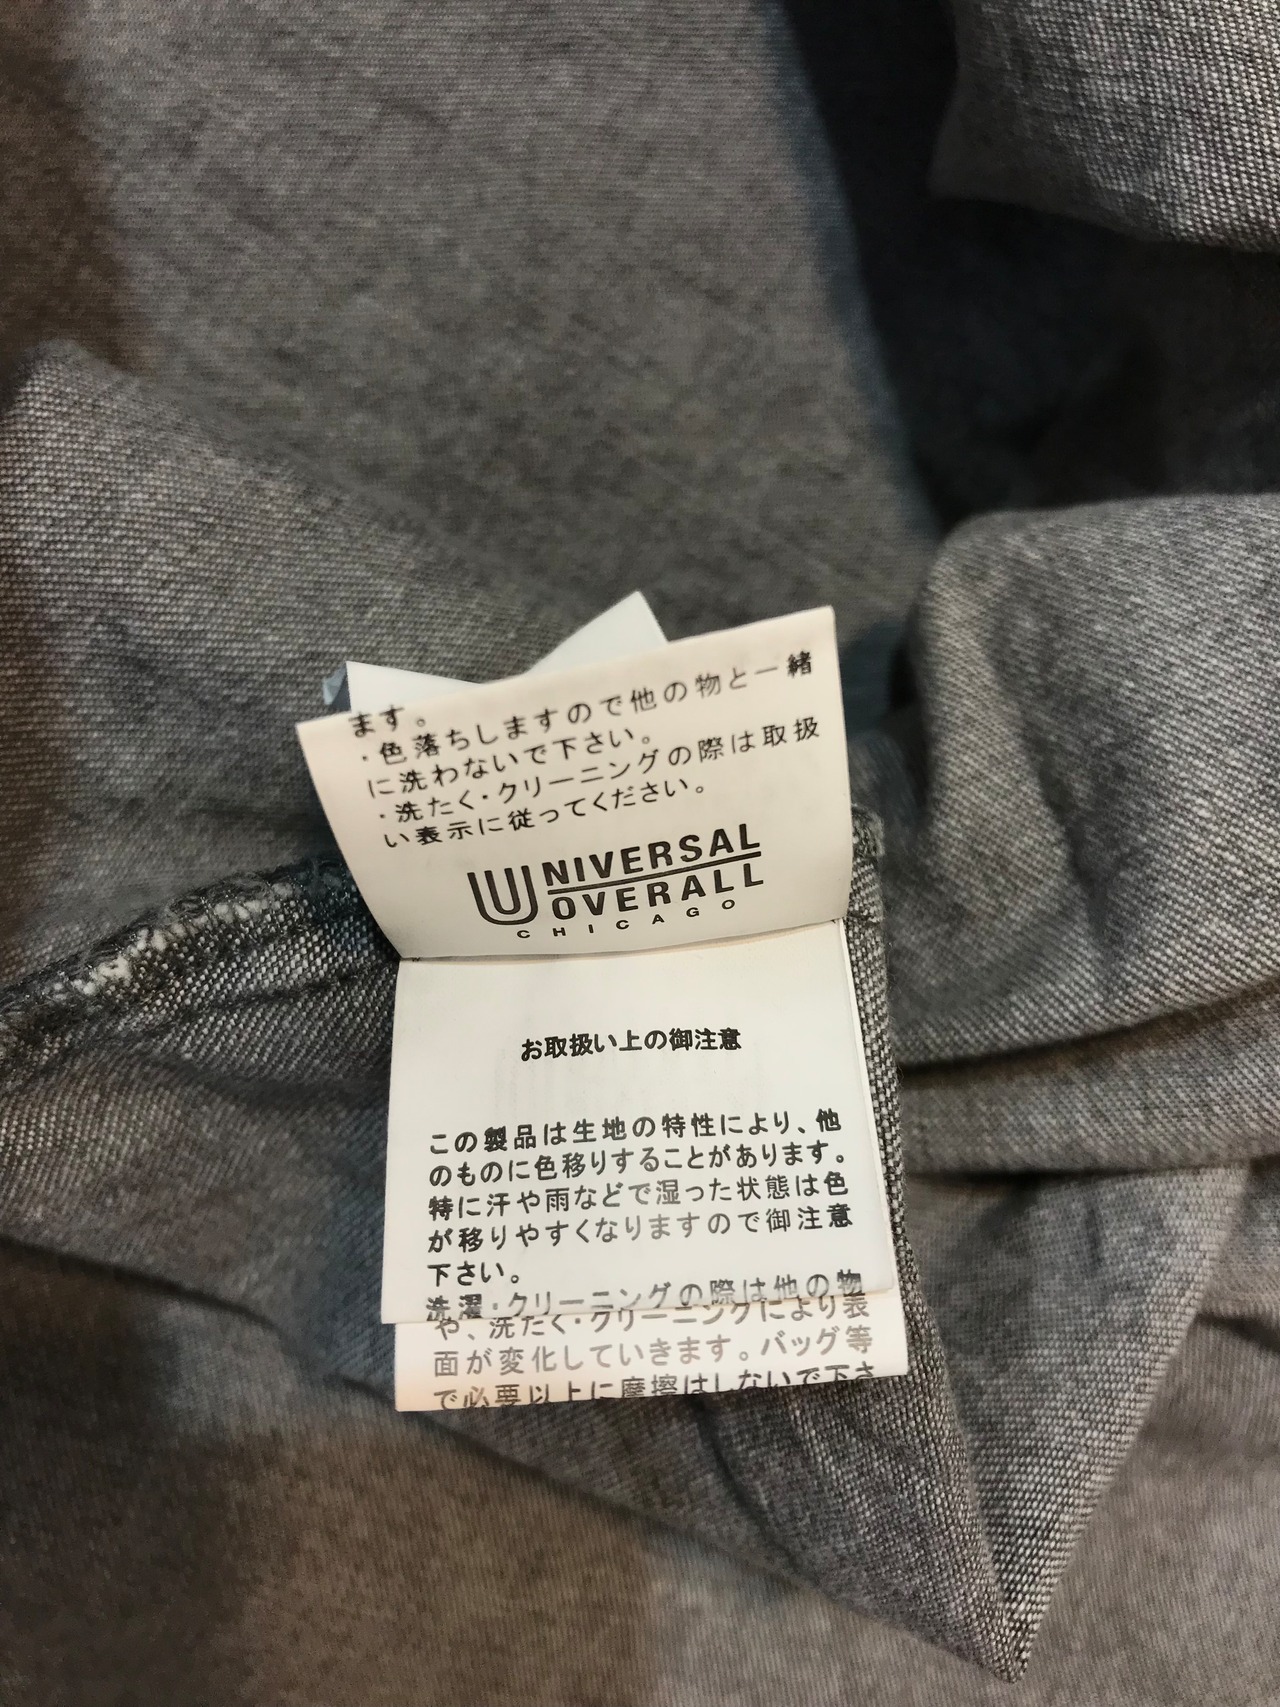 ます。
・色落ちしますので他の物と一緒
に洗わないで下さい。
・洗たく・クリーニングの際は取扱
い表示に従ってください。
UNIVERSAL
OVERALL
CHICAGO
お取扱い上の御注意
この製品は生地の特性により、他
のものに色移りすることがあります。
特に汗や雨などで湿った状態は色
が移りやすくなりますので御注意
下さい。
洗濯・クリーニングの際は他の物
や、洗たく・クリーニングにより表
面が変化していきます。バッグ等
で必要以上に摩擦はしないで下さ